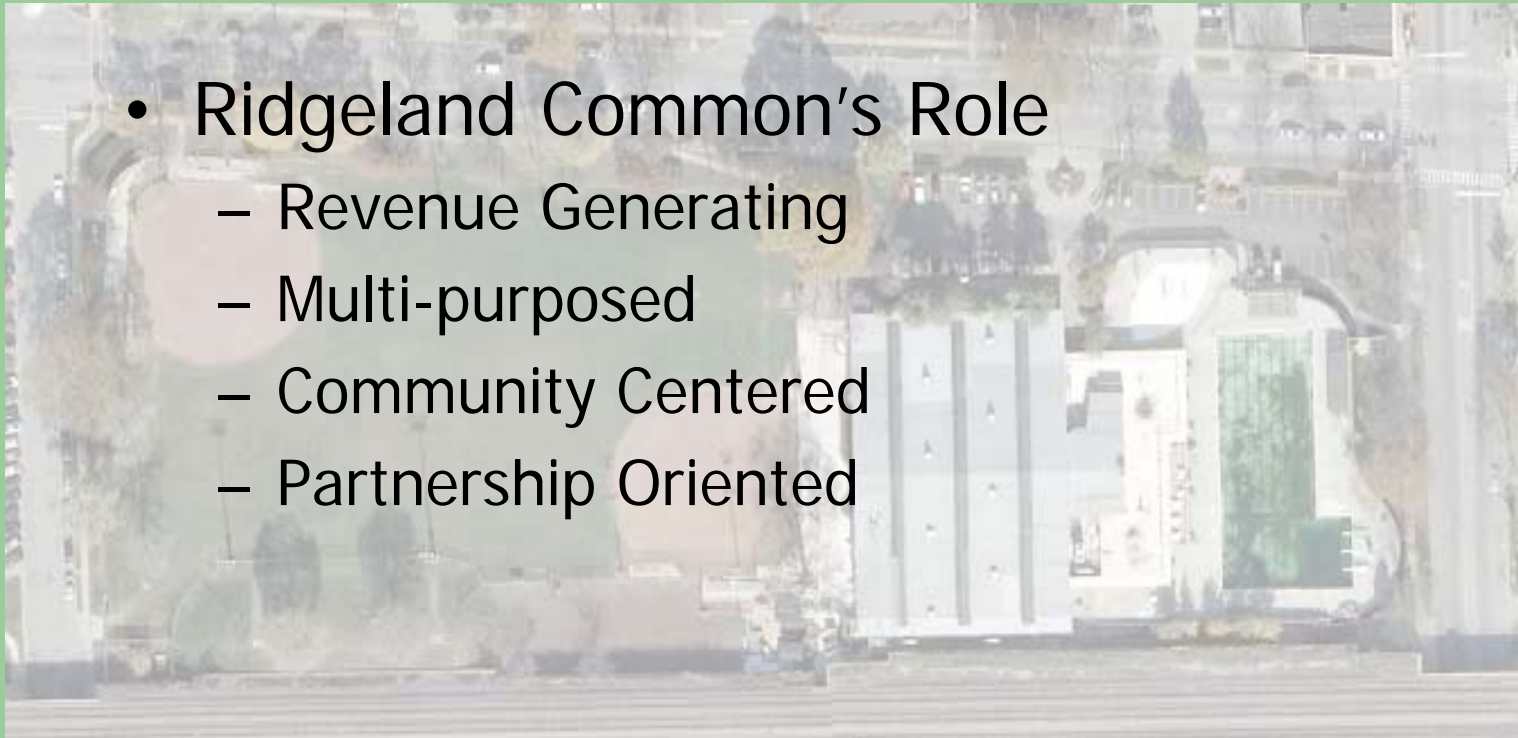 • Ridgeland Common's Role
– Revenue Generating
– Multi-purposed
– Community Centered
– Partnership Oriented